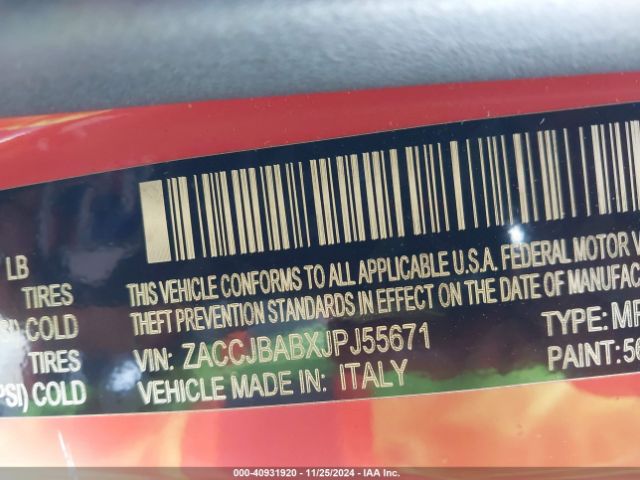 LB
TIRES
COLD
TIRES
PSI) COLD
THIS VEHICLE CONFORMS TO ALL APPLICABLE U.S.A. FEDERAL MOTOR V
THEFT PREVENTION STANDARDS IN EFFECT ON THE DATE OF MANUFAC
VIN: ZACCJBABXJPJ55671
TYPE: MP
VEHICLE MADE IN: ITALY
PAINT: 56
000-40931920 - 11/25/2024 - IAA Inc.